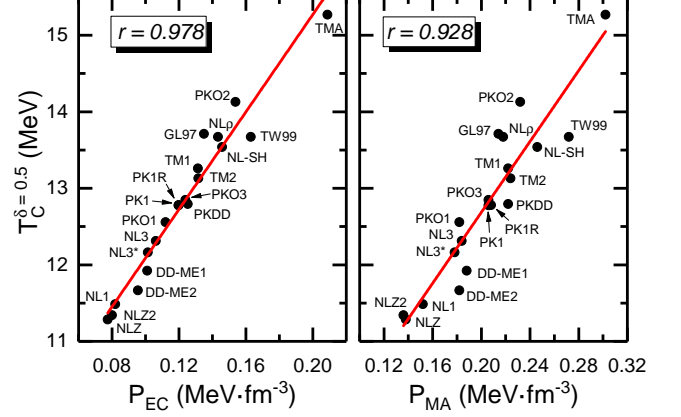 r = 0.978
r = 0.928
T_C^{δ = 0.5} (MeV)
15
14
13
12
11
TMA
PKO2
NLρ
GL97
TW99
NL-SH
TM1
TM2
PK1R
PK1
PKO3
PKDD
PKO1
NL3
NL3*
DD-ME1
DD-ME2
NL1
NLZ2
NLZ
0.08 0.12 0.16 0.20
P_{EC} (MeV·fm⁻³)
TMA
PKO2
GL97
NLρ
TW99
NL-SH
TM1
TM2
PKO3
PKDD
PKO1
PK1R
PK1
NL3
NL3*
DD-ME1
DD-ME2
NLZ2
NL1
NLZ
0.12 0.16 0.20 0.24 0.28 0.32
P_{MA} (MeV·fm⁻³)